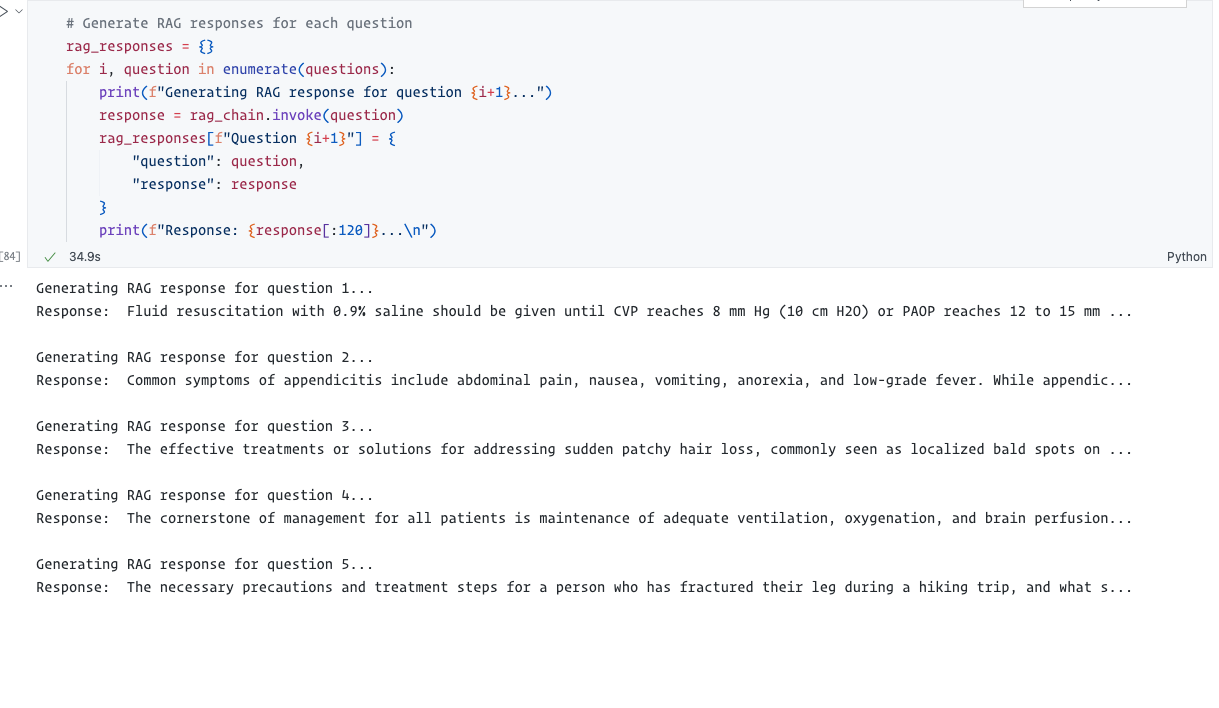 # Generate RAG responses for each question
rag_responses = {}
for i, question in enumerate(questions):
    print(f"Generating RAG response for question {i+1}...")
    response = rag_chain.invoke(question)
    rag_responses[f"Question {i+1}"] = {
        "question": question,
        "response": response
    }
    print(f"Response: {response[:120]}...\n")
[84]
34.9s
Python
...
Generating RAG response for question 1...
Response:  Fluid resuscitation with 0.9% saline should be given until CVP reaches 8 mm Hg (10 cm H2O) or PAOP reaches 12 to 15 mm ...
Generating RAG response for question 2...
Response:  Common symptoms of appendicitis include abdominal pain, nausea, vomiting, anorexia, and low-grade fever. While appendic...
Generating RAG response for question 3...
Response:  The effective treatments or solutions for addressing sudden patchy hair loss, commonly seen as localized bald spots on ...
Generating RAG response for question 4...
Response:  The cornerstone of management for all patients is maintenance of adequate ventilation, oxygenation, and brain perfusion...
Generating RAG response for question 5...
Response:  The necessary precautions and treatment steps for a person who has fractured their leg during a hiking trip, and what s...